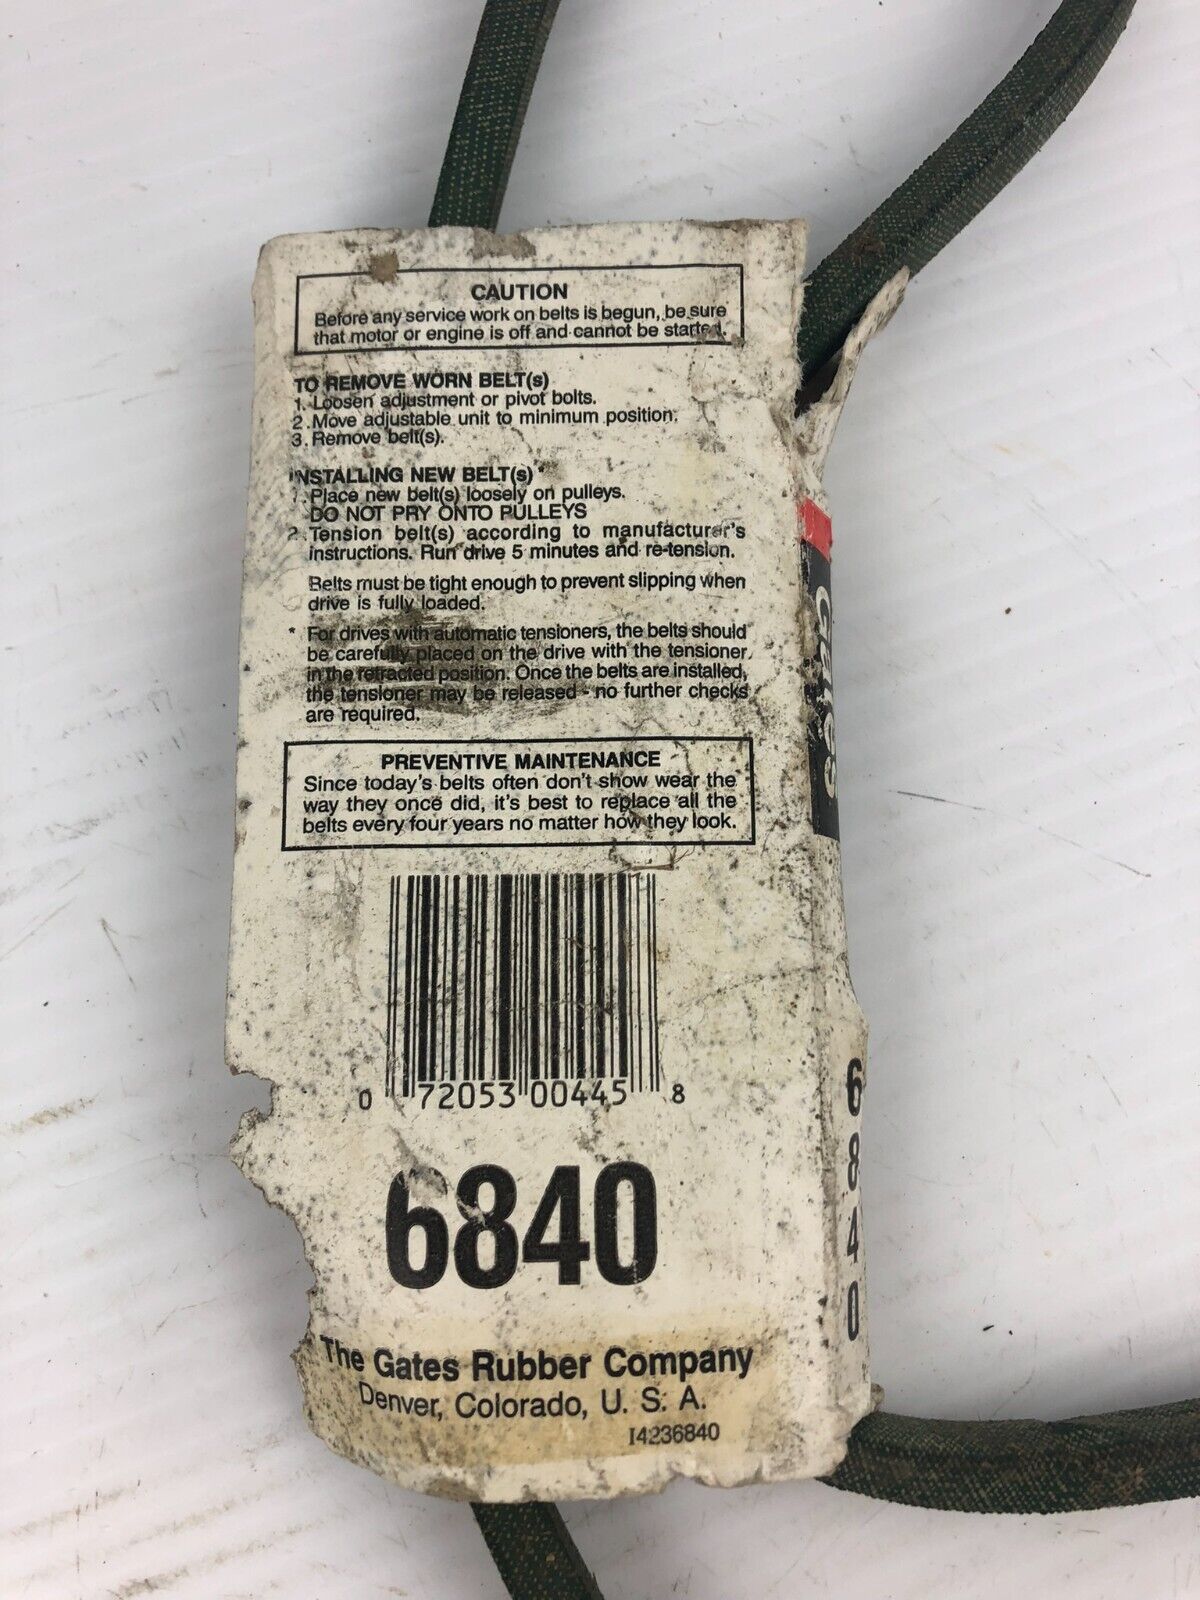 CAUTION
Before any service work on belts is begun, be sure
that motor or engine is off and cannot be started.
TO REMOVE WORN BELT(s)
1. Loosen adjustment or pivot bolts.
2. Move adjustable unit to minimum position.
3. Remove belt(s).
INSTALLING NEW BELT(s) *
1. Place new belt(s) loosely on pulleys.
DO NOT PRY ONTO PULLEYS
2. Tension belt(s) according to manufacturer's
instructions. Run drive 5 minutes and re-tension.
Belts must be tight enough to prevent slipping when
drive is fully loaded.
* For drives with automatic tensioners, the belts should
be carefully placed on the drive with the tensioner
in the retracted position. Once the belts are installed,
the tensioner may be released - no further checks
are required.
PREVENTIVE MAINTENANCE
Since today's belts often don't show wear the
way they once did, it's best to replace all the
belts every four years no matter how they look.
0 72053 00445 8
6840
The Gates Rubber Company
Denver, Colorado, U. S. A.
I4236840
Gates
6840